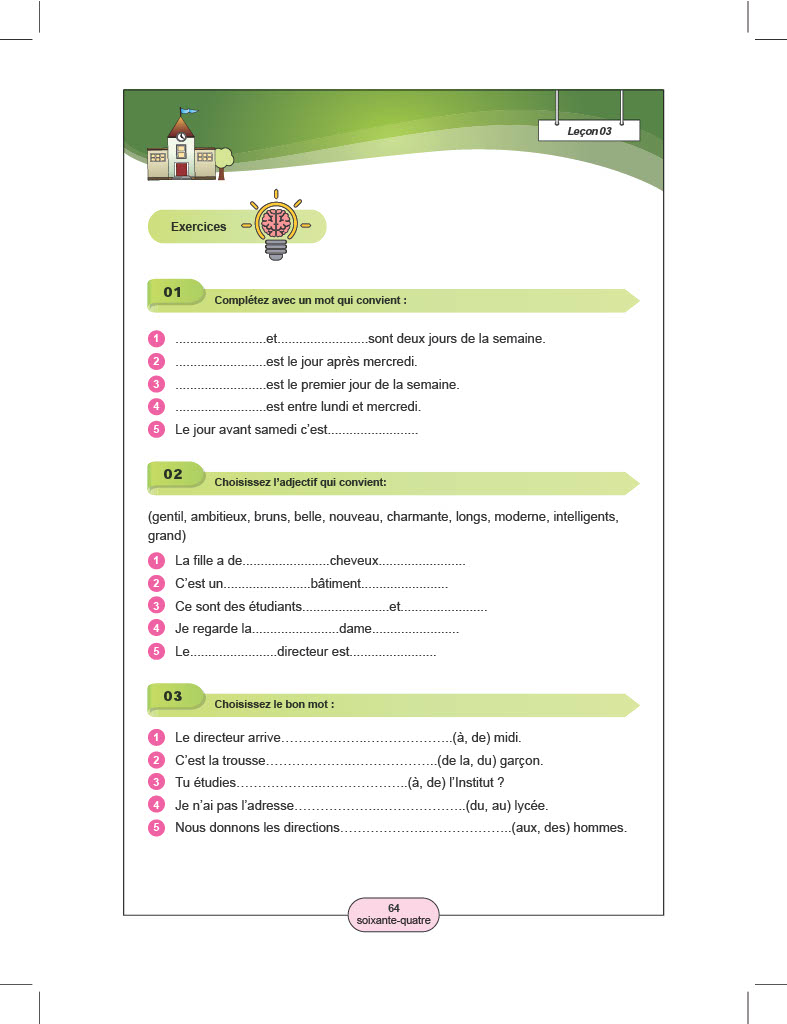 Leçon 03
Exercices
01 Complétez avec un mot qui convient :
1 .........................et.........................sont deux jours de la semaine.
2 .........................est le jour après mercredi.
3 .........................est le premier jour de la semaine.
4 .........................est entre lundi et mercredi.
5 Le jour avant samedi c’est.........................
02 Choisissez l’adjectif qui convient:
(gentil, ambitieux, bruns, belle, nouveau, charmante, longs, moderne, intelligents,
grand)
1 La fille a de........................cheveux........................
2 C’est un........................bâtiment........................
3 Ce sont des étudiants........................et........................
4 Je regarde la........................dame........................
5 Le........................directeur est........................
03 Choisissez le bon mot :
1 Le directeur arrive…………………..………………….(à, de) midi.
2 C’est la trousse…………………..………………….(de la, du) garçon.
3 Tu étudies…………………..………………….(à, de) l’Institut ?
4 Je n’ai pas l’adresse…………………..………………….(du, au) lycée.
5 Nous donnons les directions…………………..………………….(aux, des) hommes.
64
soixante-quatre